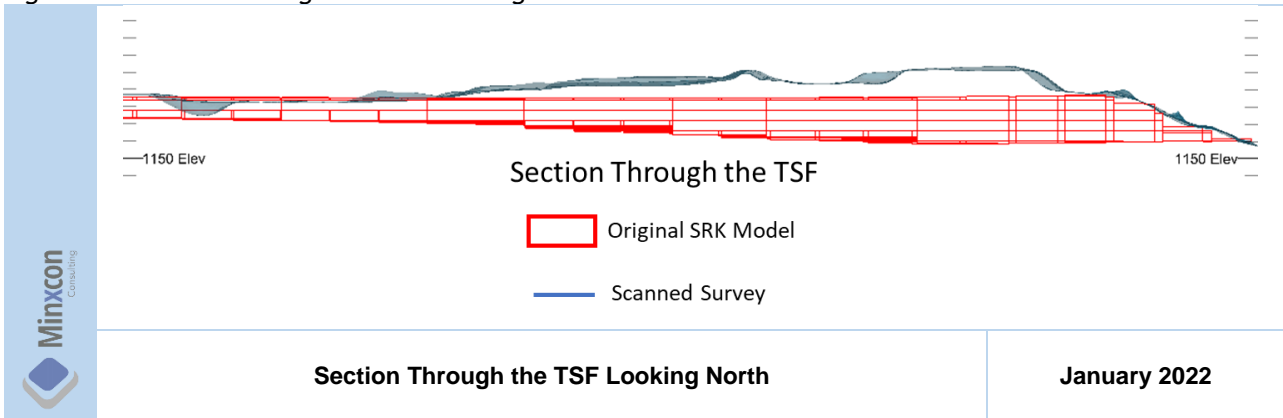 1150 Elev
1150 Elev
Section Through the TSF
Original SRK Model
Scanned Survey
Minxcon
Consulting
Section Through the TSF Looking North
January 2022